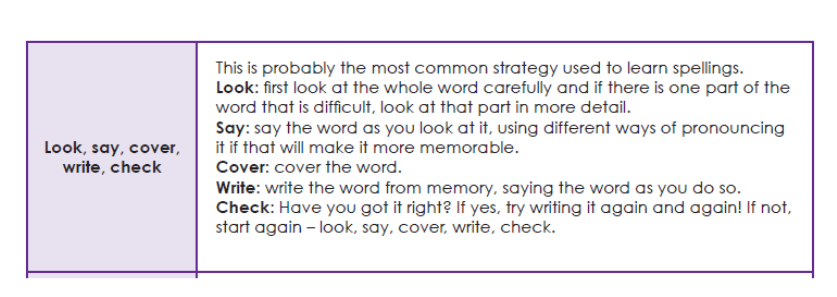 Look, say, cover,
write, check
This is probably the most common strategy used to learn spellings.
Look: first look at the whole word carefully and if there is one part of the
word that is difficult, look at that part in more detail.
Say: say the word as you look at it, using different ways of pronouncing
it if that will make it more memorable.
Cover: cover the word.
Write: write the word from memory, saying the word as you do so.
Check: Have you got it right? If yes, try writing it again and again! If not,
start again – look, say, cover, write, check.